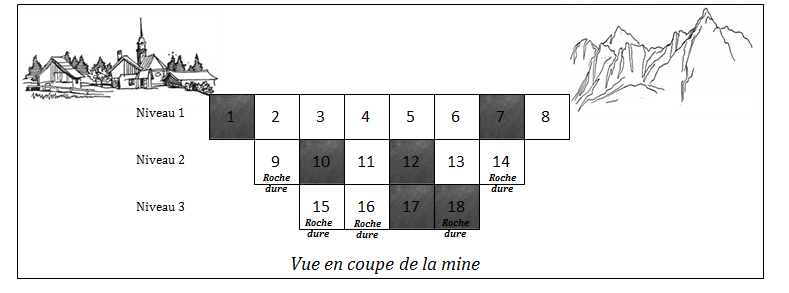 Niveau 1 1 2 3 4 5 6 7 8
Niveau 2 9 10 11 12 13 14
Roche dure Roche dure
Niveau 3 15 16 17 18
Roche dure Roche dure Roche dure
Vue en coupe de la mine